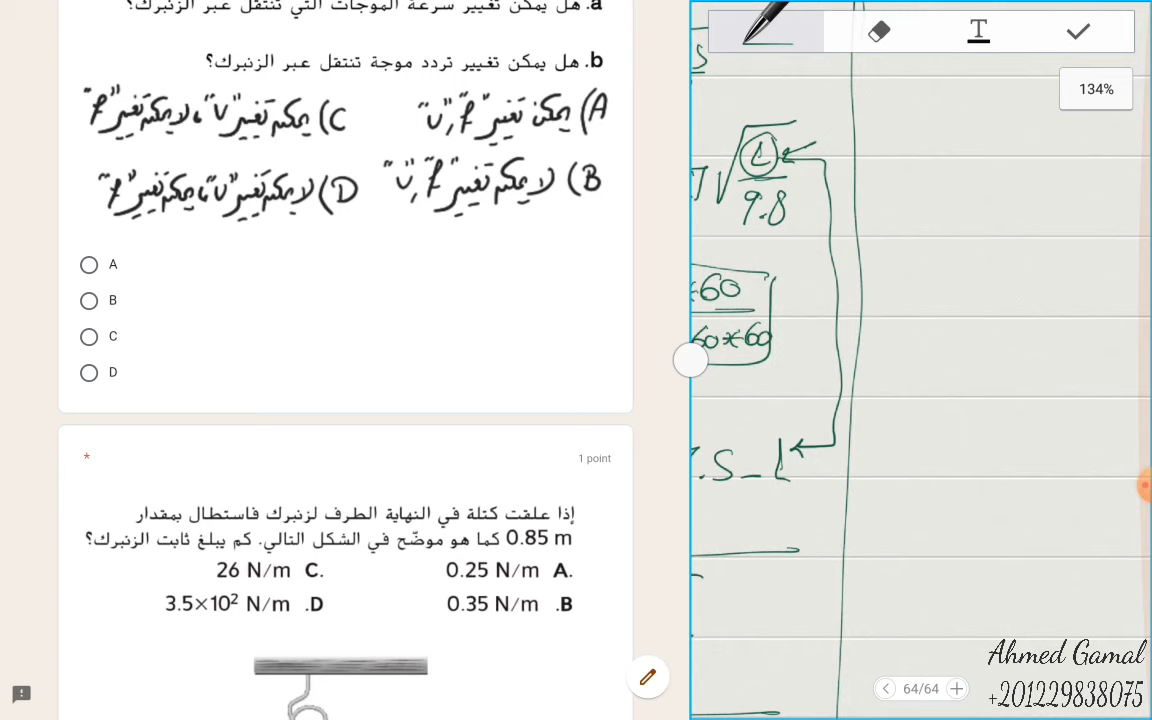 a. هل يمكن تغيير سرعة الموجات التي تنتقل عبر الزنبرك؟
b. هل يمكن تغيير تردد موجة تنتقل عبر الزنبرك؟
A) يمكن تغيير "v", "f"
C) يمكن تغيير "v"، لا يمكن تغيير "f"
B) لا يمكن تغيير "v", "f"
D) لا يمكن تغيير "v"، يمكن تغيير "f"
A
B
C
D
*
1 point
إذا علقت كتلة في النهاية الطرف لزنبرك فاستطال بمقدار
0.85 m كما هو موضّح في الشكل التالي. كم يبلغ ثابت الزنبرك؟
.A 0.25 N/m .C 26 N/m
.B 0.35 N/m .D 3.5×10² N/m
T
134%
S
√
L
9.8
60
60*60
.S_L
64/64
Ahmed Gamal
+201229838075